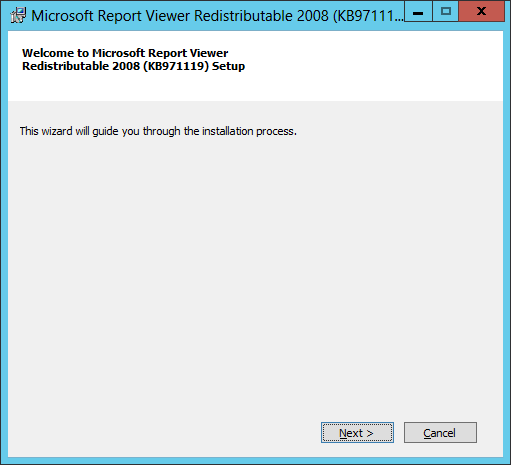 Microsoft Report Viewer Redistributable 2008 (KB97111...
Welcome to Microsoft Report Viewer
Redistributable 2008 (KB971119) Setup
This wizard will guide you through the installation process.
Next >
Cancel